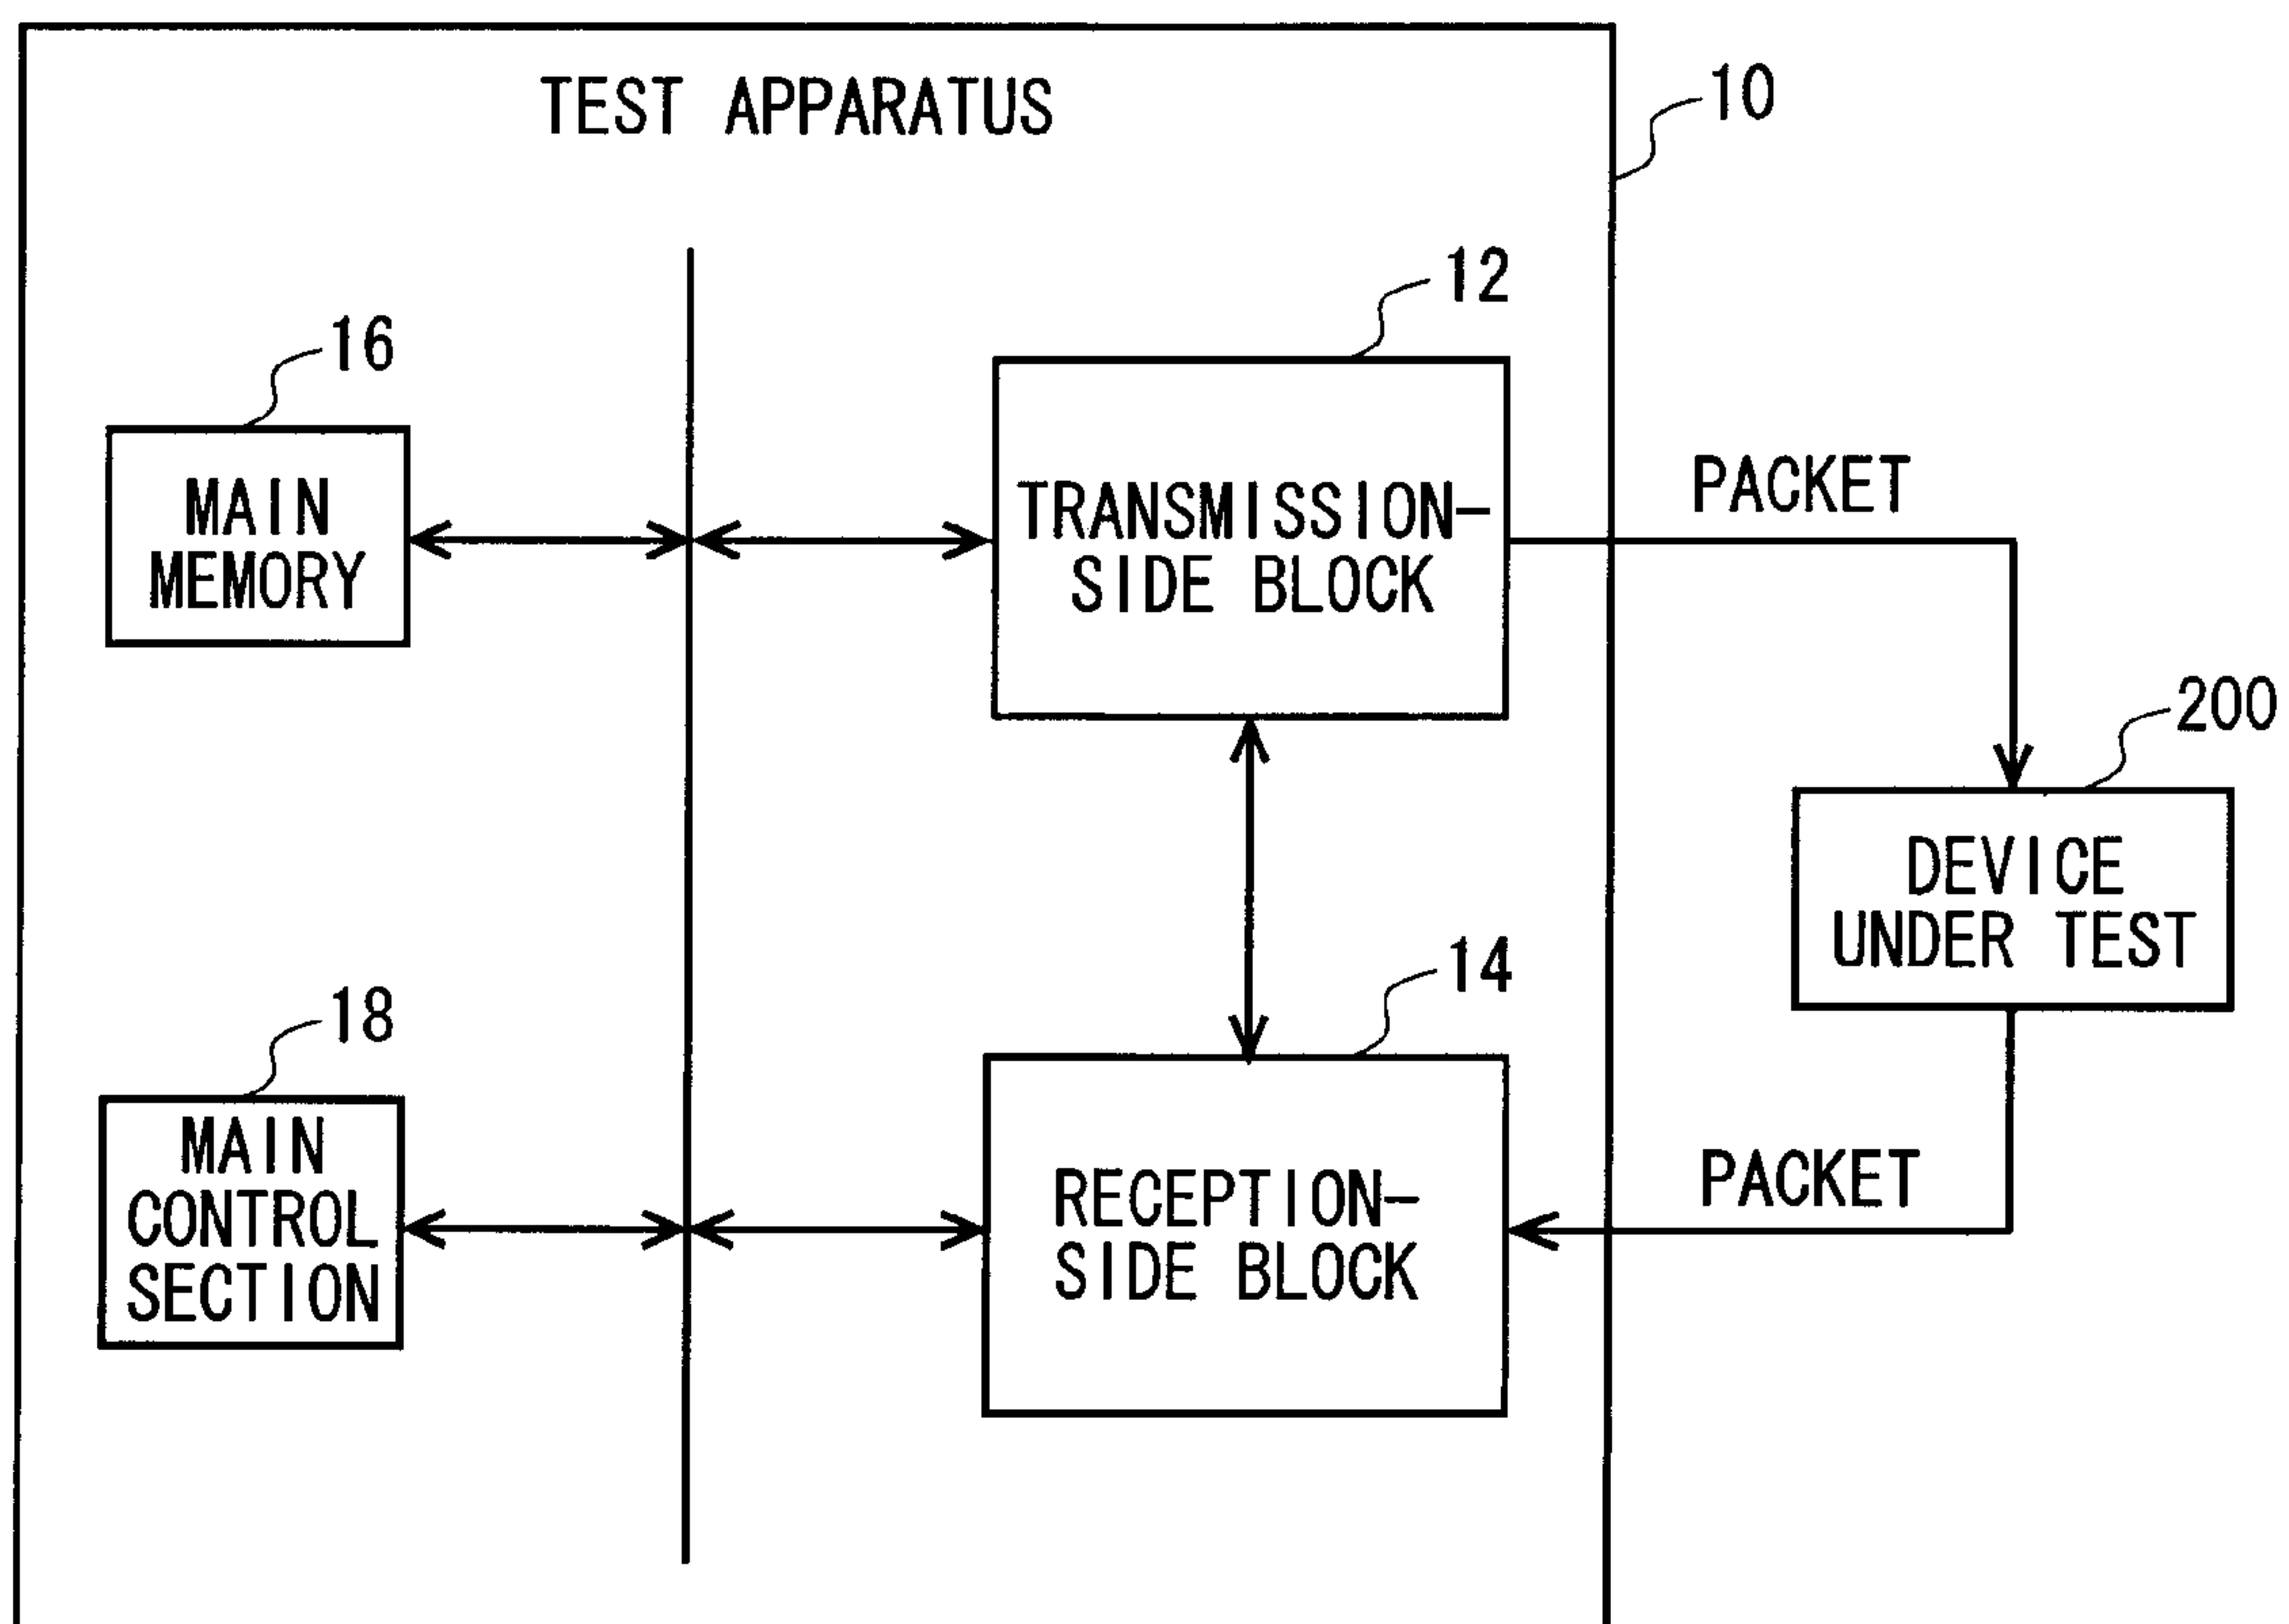 TEST APPARATUS
10
12
16
MAIN
MEMORY
TRANSMISSION-
SIDE BLOCK
PACKET
200
DEVICE
UNDER TEST
14
18
MAIN
CONTROL
SECTION
RECEPTION-
SIDE BLOCK
PACKET